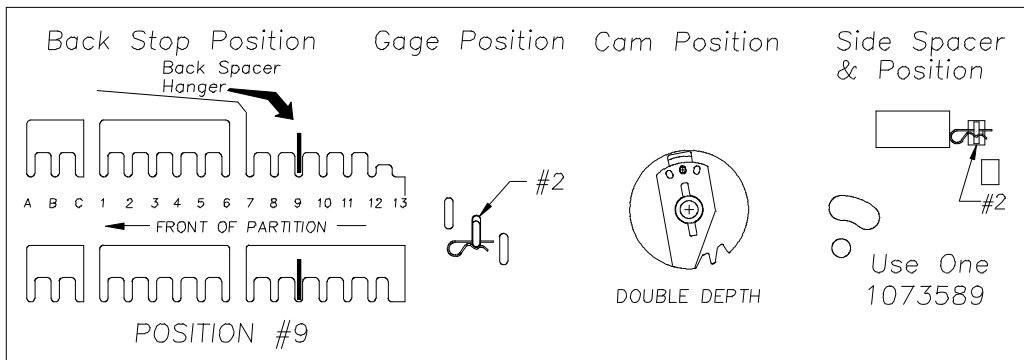 Back Stop Position
Gage Position
Cam Position
Side Spacer
& Position
Back Spacer
Hanger
#2
#2
A B C 1 2 3 4 5 6 7 8 9 10 11 12 13
FRONT OF PARTITION
DOUBLE DEPTH
Use One
1073589
POSITION #9